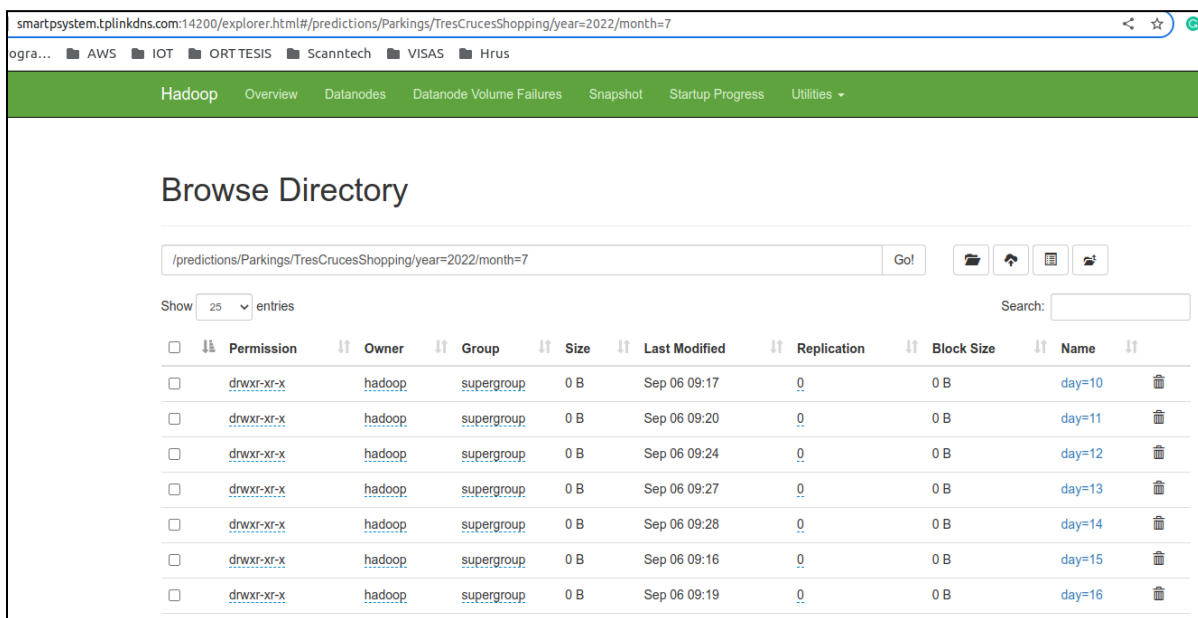 smartpsystem.tplinkdns.com:14200/explorer.html#/predictions/Parkings/TresCrucesShopping/year=2022/month=7
ogra... AWS IOT ORT TESIS Scanntech VISAS Hrus
Hadoop Overview Datanodes Datanode Volume Failures Snapshot Startup Progress Utilities
Browse Directory
/predictions/Parkings/TresCrucesShopping/year=2022/month=7 Go!
Show 25 entries Search:
Permission Owner Group Size Last Modified Replication Block Size Name
drwxr-xr-x hadoop supergroup 0 B Sep 06 09:17 0 0 B day=10
drwxr-xr-x hadoop supergroup 0 B Sep 06 09:20 0 0 B day=11
drwxr-xr-x hadoop supergroup 0 B Sep 06 09:24 0 0 B day=12
drwxr-xr-x hadoop supergroup 0 B Sep 06 09:27 0 0 B day=13
drwxr-xr-x hadoop supergroup 0 B Sep 06 09:28 0 0 B day=14
drwxr-xr-x hadoop supergroup 0 B Sep 06 09:16 0 0 B day=15
drwxr-xr-x hadoop supergroup 0 B Sep 06 09:19 0 0 B day=16